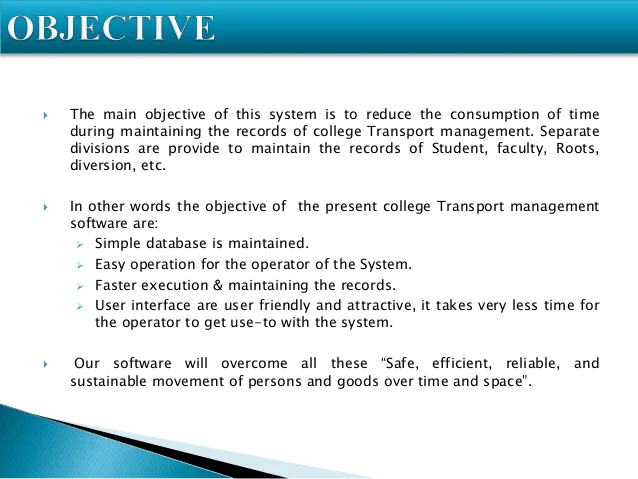 OBJECTIVE
The main objective of this system is to reduce the consumption of time
during maintaining the records of college Transport management. Separate
divisions are provide to maintain the records of Student, faculty, Roots,
diversion, etc.
In other words the objective of the present college Transport management
software are:
Simple database is maintained.
Easy operation for the operator of the System.
Faster execution & maintaining the records.
User interface are user friendly and attractive, it takes very less time for
the operator to get use-to with the system.
Our software will overcome all these “Safe, efficient, reliable, and
sustainable movement of persons and goods over time and space”.